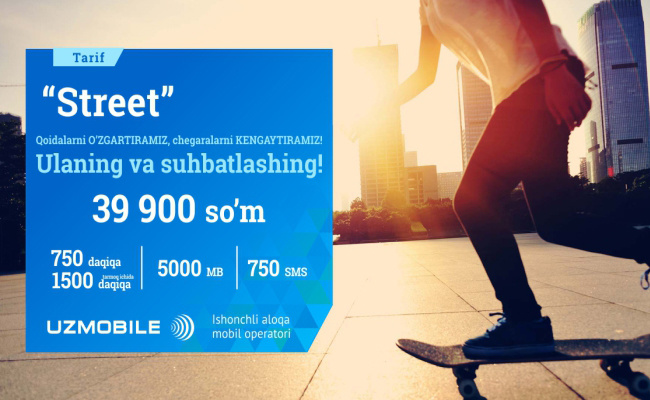 Tarif
“Street”
Qoidalarni O'ZGARTIRAMIZ, chegaralarni KENGAYTIRAMIZ!
Ulaning va suhbatlashing!
39 900 so'm
750 daqiqa
1500 tarmoq ichida daqiqa
5000 MB
750 SMS
UZMOBILE
Ishonchli aloqa
mobil operatori